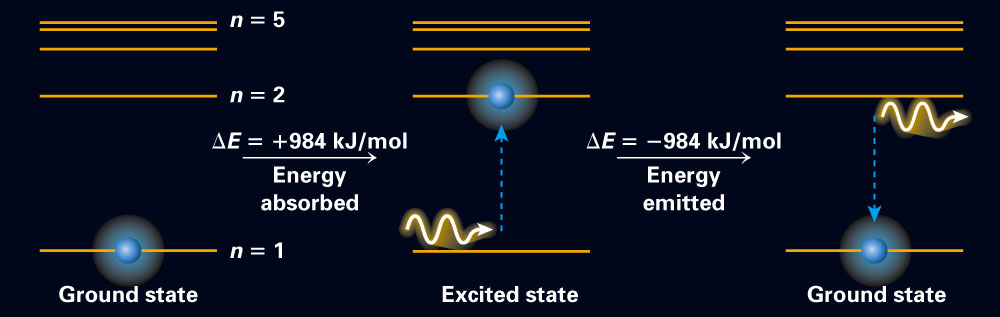 n = 5
n = 2
ΔE = +984 kJ/mol
Energy
absorbed
n = 1
Ground state
Excited state
ΔE = −984 kJ/mol
Energy
emitted
Ground state